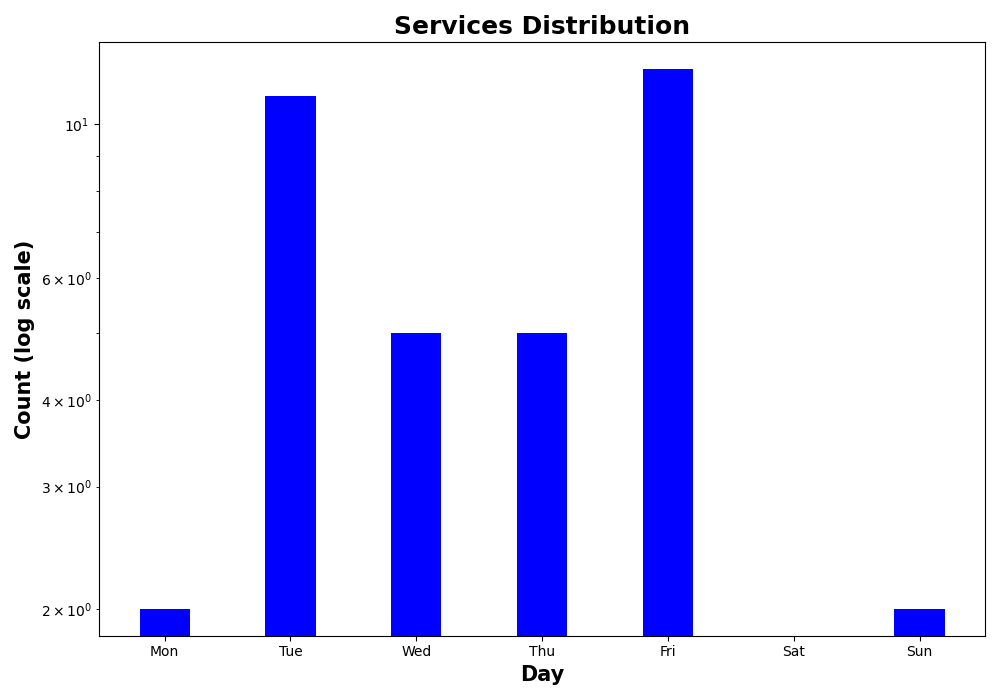 Services Distribution
Count (log scale)
10¹
6 × 10⁰
4 × 10⁰
3 × 10⁰
2 × 10⁰
Mon Tue Wed Thu Fri Sat Sun
Day